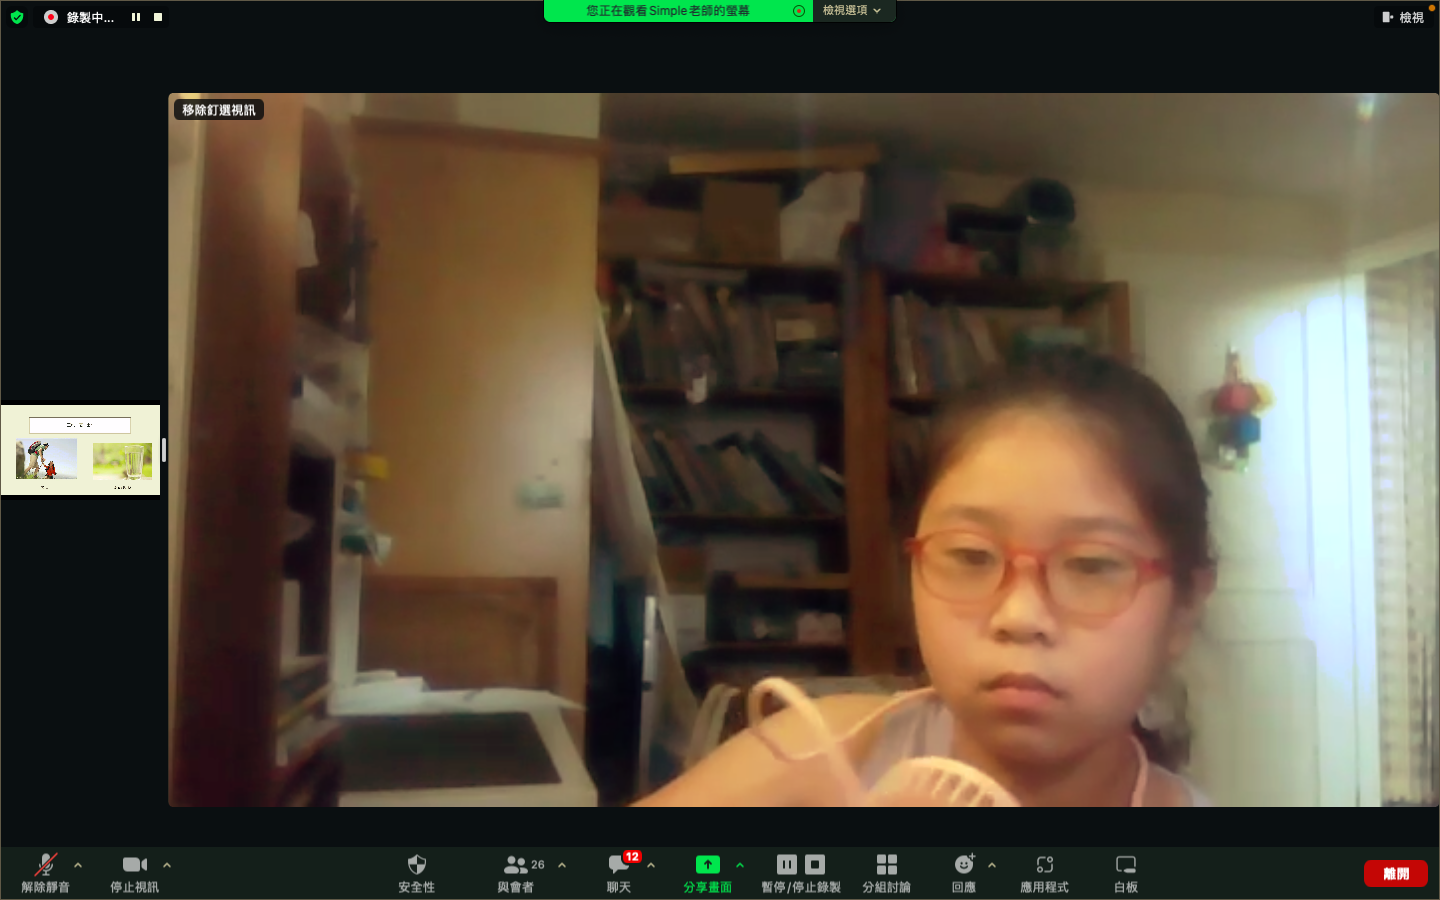 錄製中...
您正在觀看 Simple 老師的螢幕
檢視選項
檢視
移除釘選視訊
解除靜音
停止視訊
安全性
26
與會者
12
聊天
分享畫面
暫停/停止錄製
分組討論
回應
應用程式
白板
離開